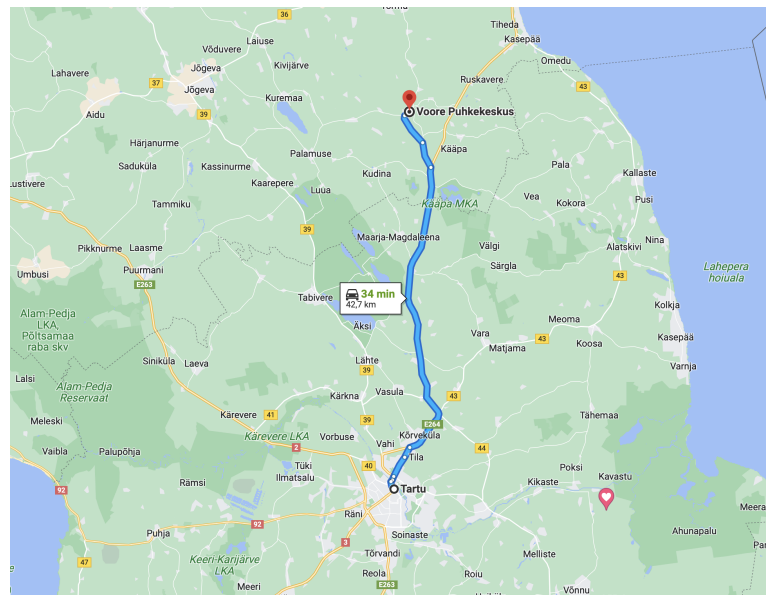 36
Tiheda
Kasepää
Laiuse
Võduvere
Omedu
Kivijärve
Lahavere
37
Jõgeva
Ruskavere
43
Jõgeva
Kuremaa
Voore Puhkekeskus
Aidu
39
Härjanurme
Kääpa
Palamuse
Saduküla
Kassinurme
Pala
Kudina
Kallaste
Kaarepere
Luua
Vea
Pusi
Tammiku
Kokora
Kääpa MKA
39
Maarja-Magdaleena
Nina
Pikknurme
Laasme
Välgi
Alatskivi
Umbusi
Puurmani
Särgla
43
Lahepera
hoiuala
E263
34 min
42,7 km
Tabivere
Kolkja
Alam-Pedja
LKA,
Põltsamaa
raba skv
Äksi
Meoma
Vara
43
Kasepää
Matjama
Koosa
Siniküla
Laeva
Lähte
39
Varnja
Lalsi
Alam-Pedja
Reservaat
Kärkna
Vasula
43
Kärevere
41
39
Tähemaa
Meleski
E264
Kärevere LKA
Vorbuse
Kõrveküla
Vahi
2
44
Vaibla
Palupõhja
Tila
Tüki
40
Poksi
Ilmatsalu
Kavastu
Rämsi
Kikaste
92
Tartu
Räni
Meera
92
Puhja
Soinaste
Ahunapalu
3
Keeri-Karijärve
LKA
Tõrvandi
Melliste
47
Reola
Roiu
Meeri
E263
Võnnu